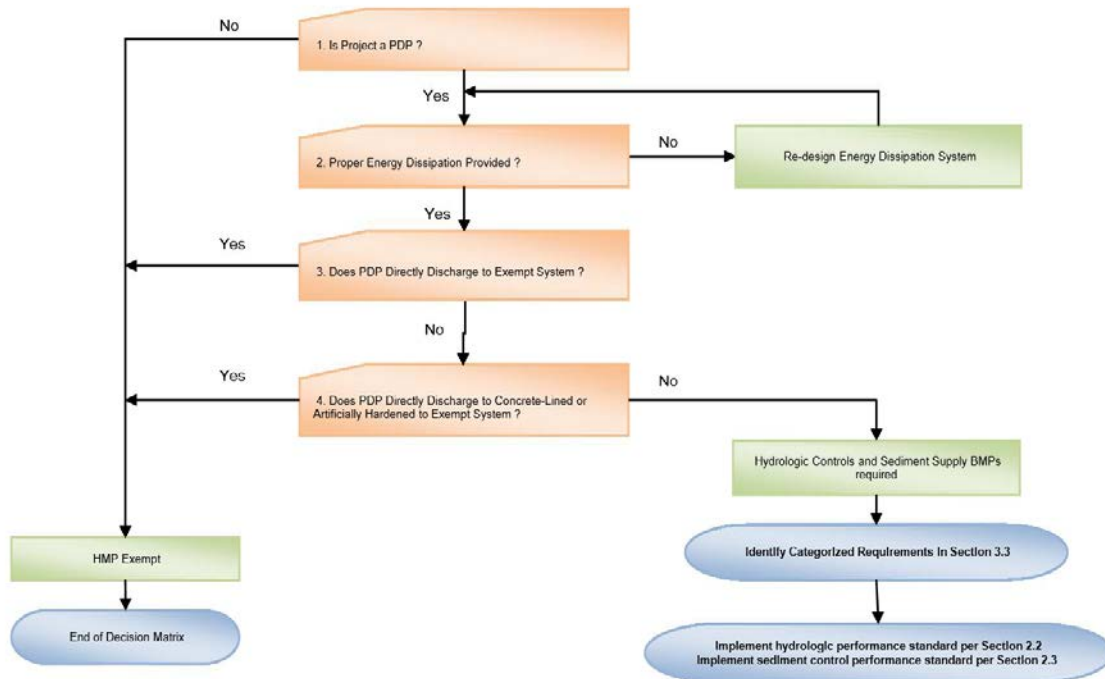 No
1. Is Project a PDP ?
Yes
2. Proper Energy Dissipation Provided ?
No
Re-design Energy Dissipation System
Yes
Yes
3. Does PDP Directly Discharge to Exempt System ?
No
Yes
4. Does PDP Directly Discharge to Concrete-Lined or
Artificially Hardened to Exempt System ?
No
Hydrologic Controls and Sediment Supply BMPs
required
HMP Exempt
Identify Categorized Requirements in Section 3.3
End of Decision Matrix
Implement hydrologic performance standard per Section 2.2
Implement sediment control performance standard per Section 2.3